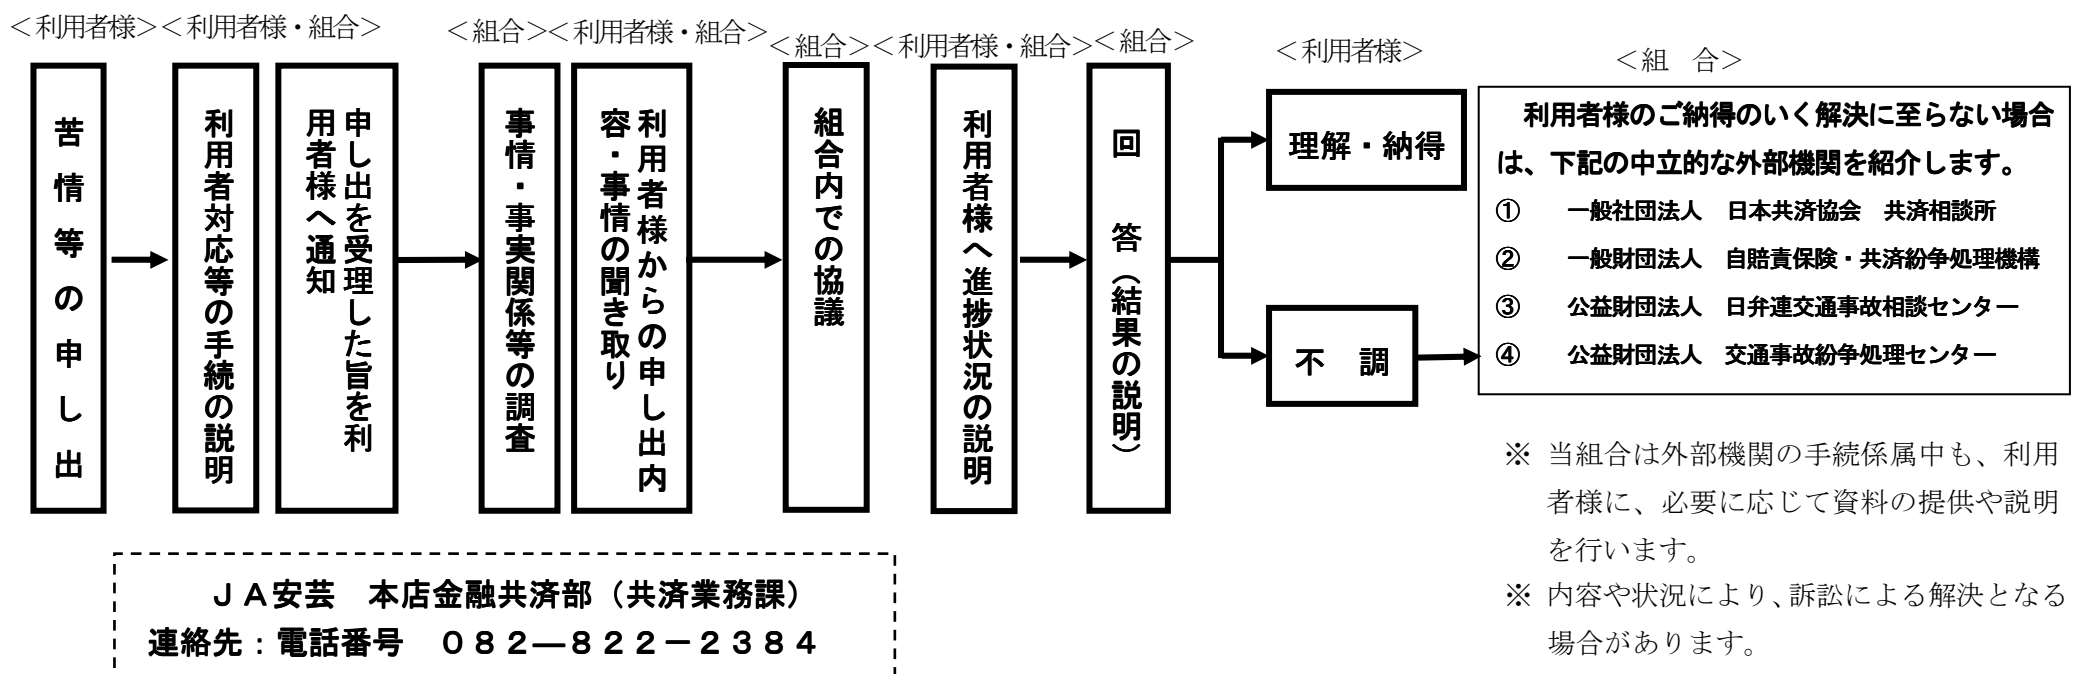 ＜利用者様＞
＜利用者様・組合＞
＜組合＞
＜利用者様・組合＞
＜組合＞
＜利用者様・組合＞
＜組合＞
＜利用者様＞
＜組　合＞
苦情等の申し出
利用者対応等の手続の説明
申し出を受理した旨を利
用者様へ通知
事情・事実関係等の調査
利用者様からの申し出内
容・事情の聞き取り
組合内での協議
利用者様へ進捗状況の説明
回　答（結果の説明）
理解・納得
不　調
利用者様のご納得のいく解決に至らない場合
は、下記の中立的な外部機関を紹介します。
①　一般社団法人　日本共済協会　共済相談所
②　一般財団法人　自賠責保険・共済紛争処理機構
③　公益財団法人　日弁連交通事故相談センター
④　公益財団法人　交通事故紛争処理センター
※ 当組合は外部機関の手続係属中も、利用
者様に、必要に応じて資料の提供や説明
を行います。
※ 内容や状況により、訴訟による解決となる
場合があります。
ＪＡ安芸　本店金融共済部（共済業務課）
連絡先：電話番号　０８２―８２２－２３８４